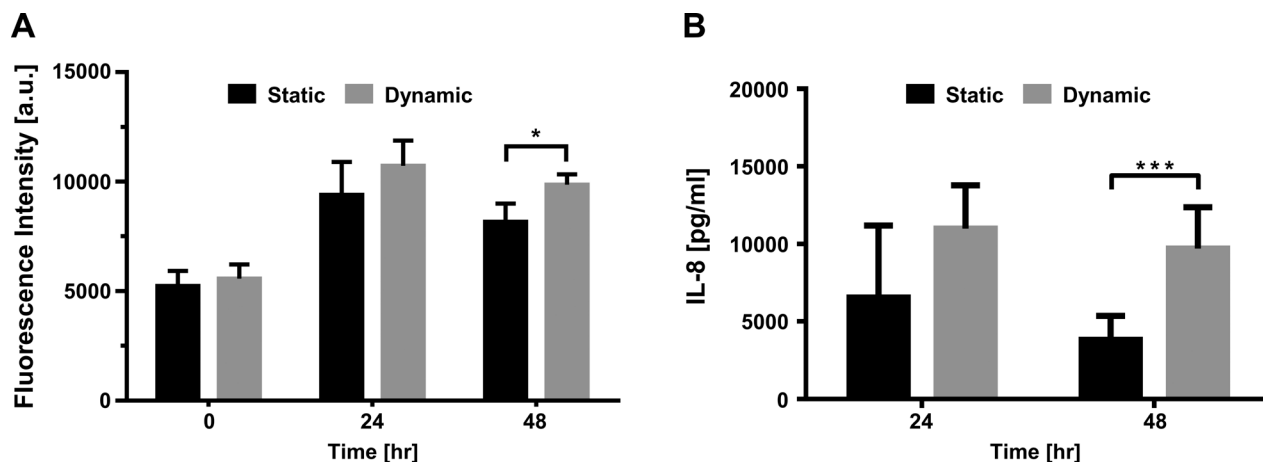 A
Fluorescence Intensity [a.u.]
15000
10000
5000
0
Static
Dynamic
*
0
24
48
Time [hr]
B
IL-8 [pg/ml]
20000
15000
10000
5000
0
Static
Dynamic
***
24
48
Time [hr]